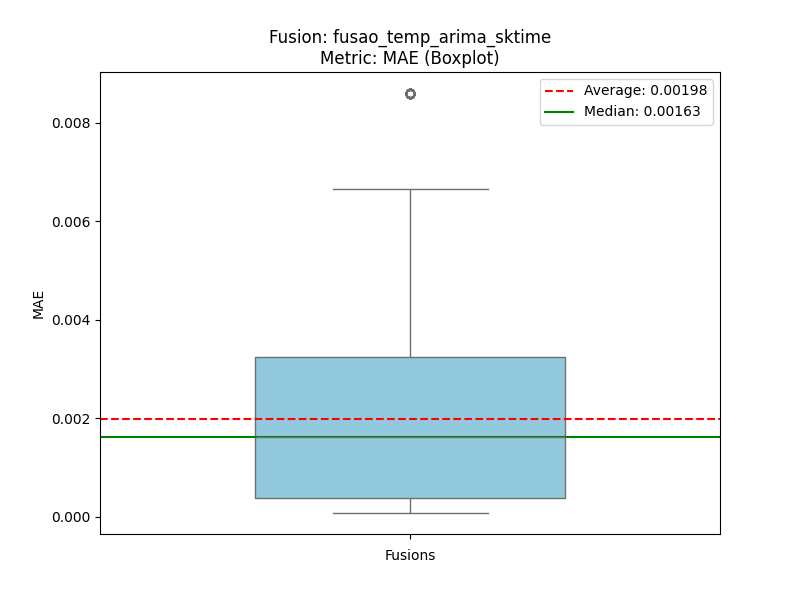 Fusion: fusao_temp_arima_sktime
Metric: MAE (Boxplot)
Average: 0.00198
Median: 0.00163
0.008
0.006
0.004
0.002
0.000
MAE
Fusions